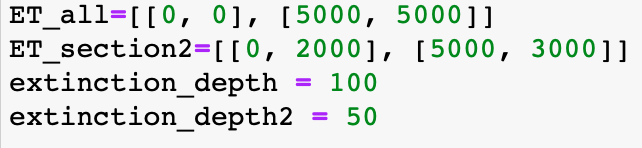 ET_all=[[0, 0], [5000, 5000]]
ET_section2=[[0, 2000], [5000, 3000]]
extinction_depth = 100
extinction_depth2 = 50